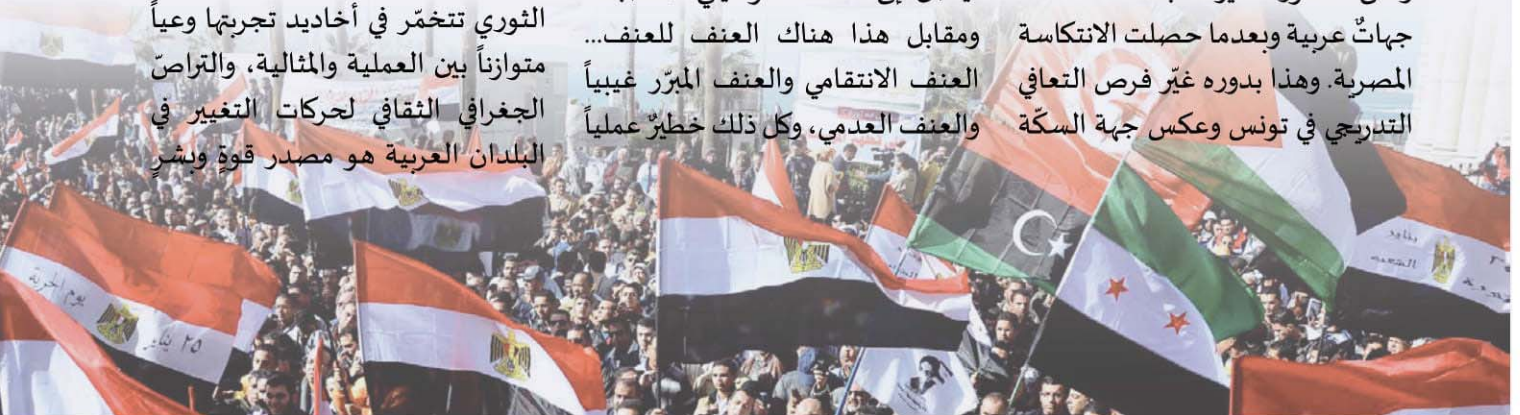 جهاتٌ عربية وبعدما حصلت الانتكاسة
المصرية. وهذا بدوره غيّر فرص التعافي
التدريجي في تونس وعكس جهة السكّة
ومقابل هذا هناك العنف للعنف...
العنف الانتقامي والعنف المبرّر غيبياً
والعنف العدمي، وكل ذلك خطيرٌ عملياً
الثوري تتخمّر في أخاديد تجربتها وعياً
متوازناً بين العملية والمثالية، والتراصّ
الجغرافي الثقافي لحركات التغيير في
البلدان العربية هو مصدر قوةٍ وبشرٍ
يوم الحرية
٢٥ يناير
يناير